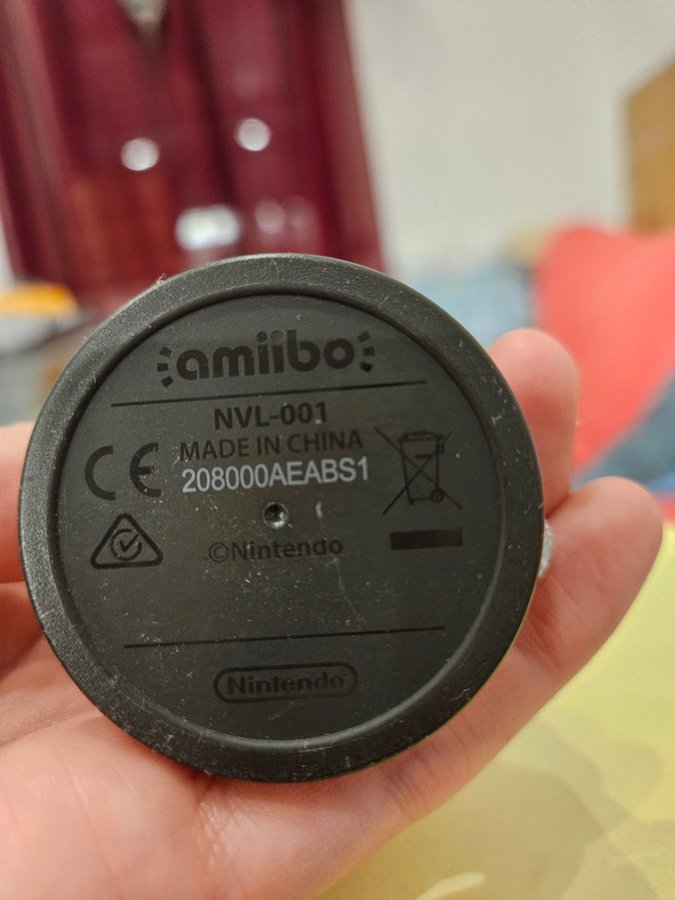 amiibo
NVL-001
MADE IN CHINA
CE
208000AEABS1
©Nintendo
Nintendo